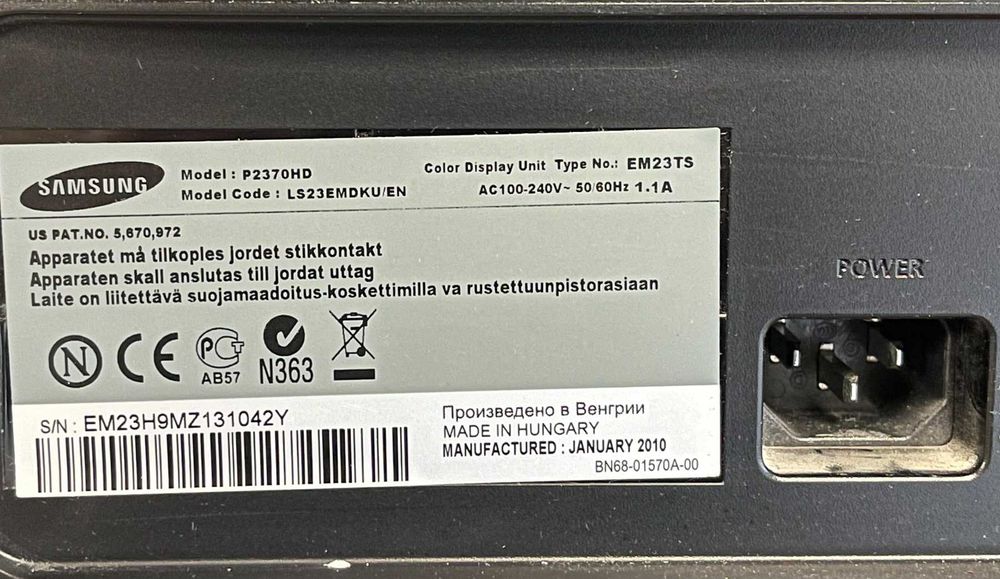 SAMSUNG
Model : P2370HD
Model Code : LS23EMDKU/EN
Color Display Unit Type No.: EM23TS
AC100-240V~ 50/60Hz 1.1A
US PAT.NO. 5,670,972
Apparatet må tilkoples jordet stikkontakt
Apparaten skall anslutas till jordat uttag
Laite on liitettävä suojamaadoitus-koskettimilla va rustettuunpistorasiaan
N
CE
PCT
AB57
N363
S/N : EM23H9MZ131042Y
Произведено в Венгрии
MADE IN HUNGARY
MANUFACTURED : JANUARY 2010
BN68-01570A-00
POWER